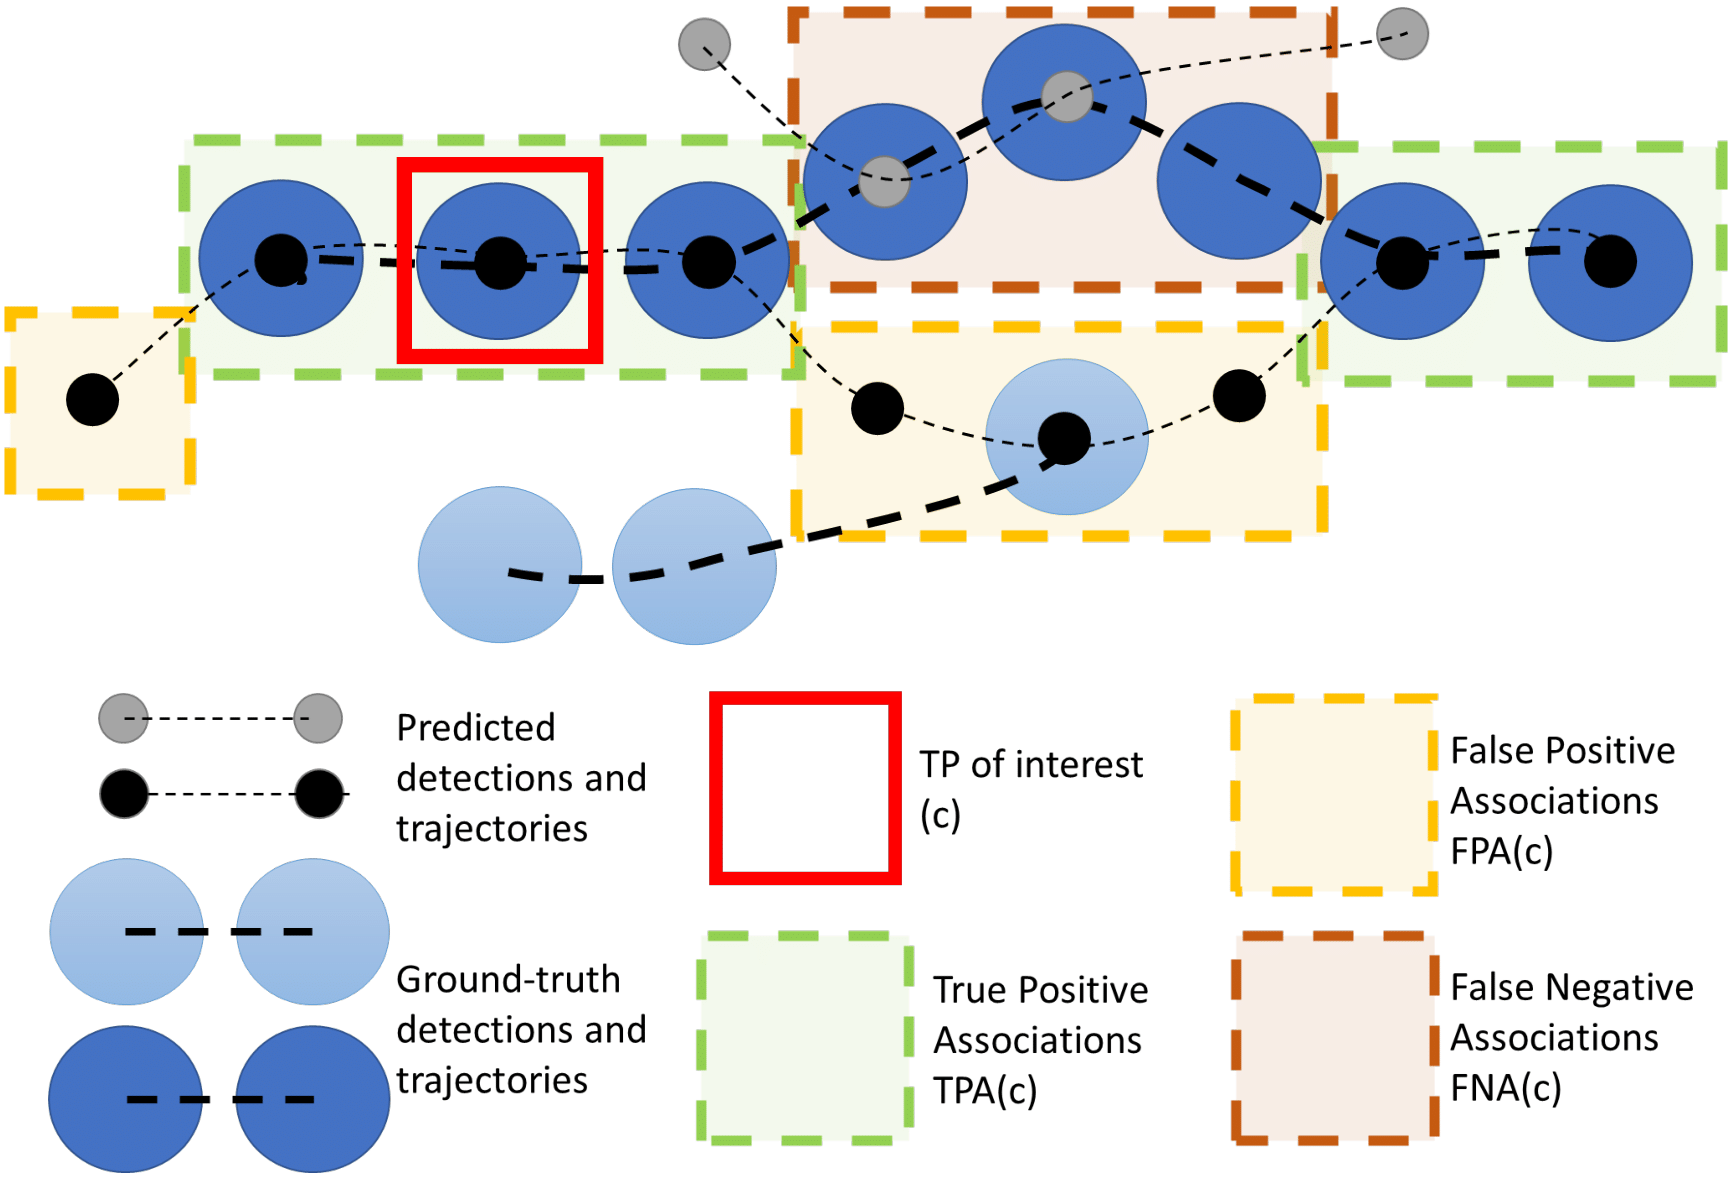 Predicted
detections and
trajectories
Ground-truth
detections and
trajectories
TP of interest
(c)
True Positive
Associations
TPA(c)
False Positive
Associations
FPA(c)
False Negative
Associations
FNA(c)